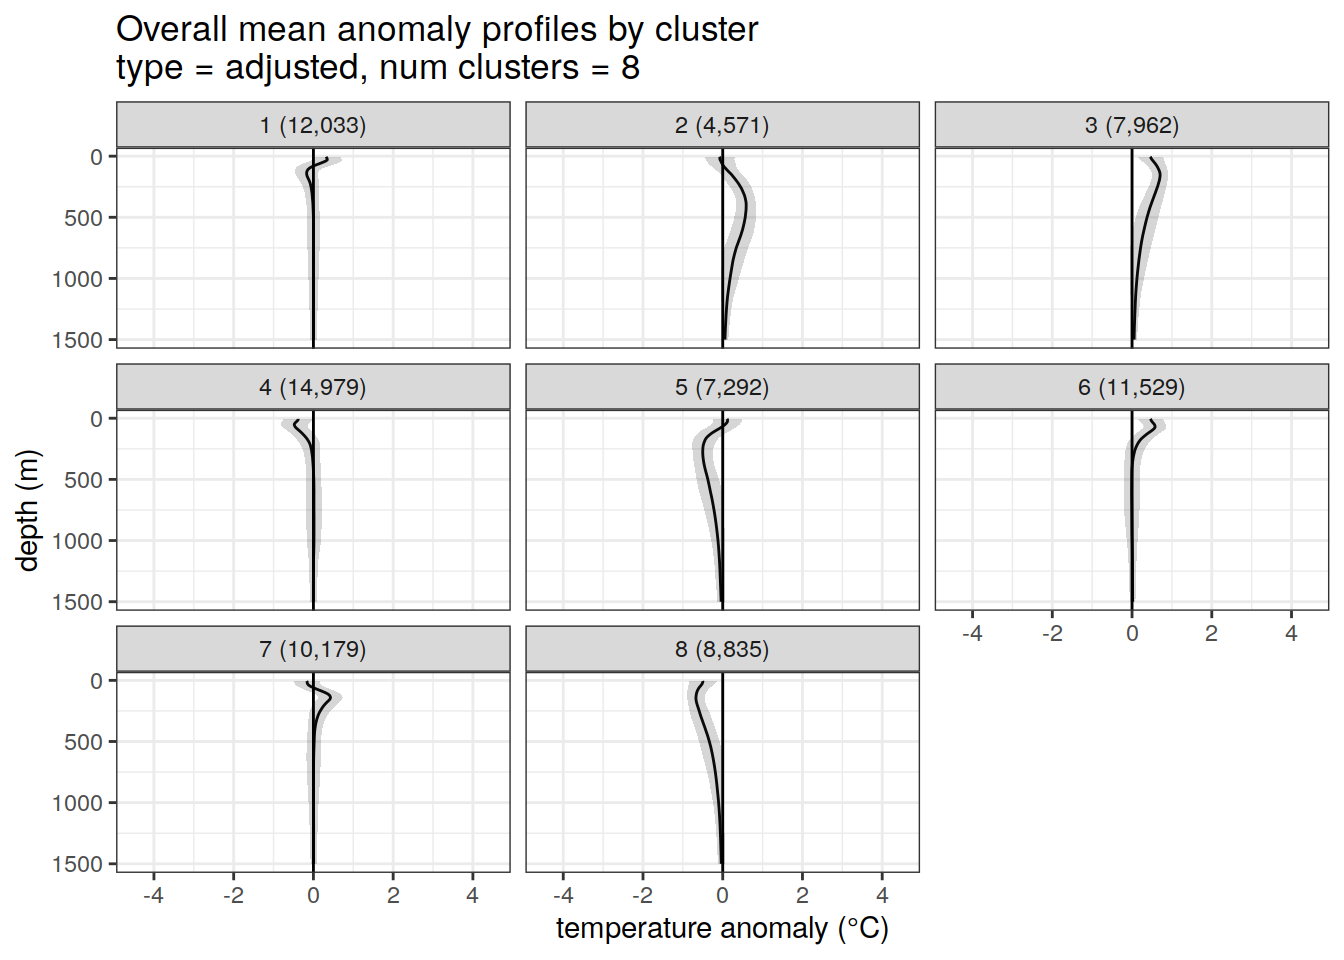 Overall mean anomaly profiles by cluster
type = adjusted, num clusters = 8
1 (12,033)
2 (4,571)
3 (7,962)
0
500
1000
1500
4 (14,979)
5 (7,292)
6 (11,529)
0
500
1000
1500
-4 -2 0 2 4
7 (10,179)
8 (8,835)
0
500
1000
1500
-4 -2 0 2 4
-4 -2 0 2 4
temperature anomaly (°C)
depth (m)